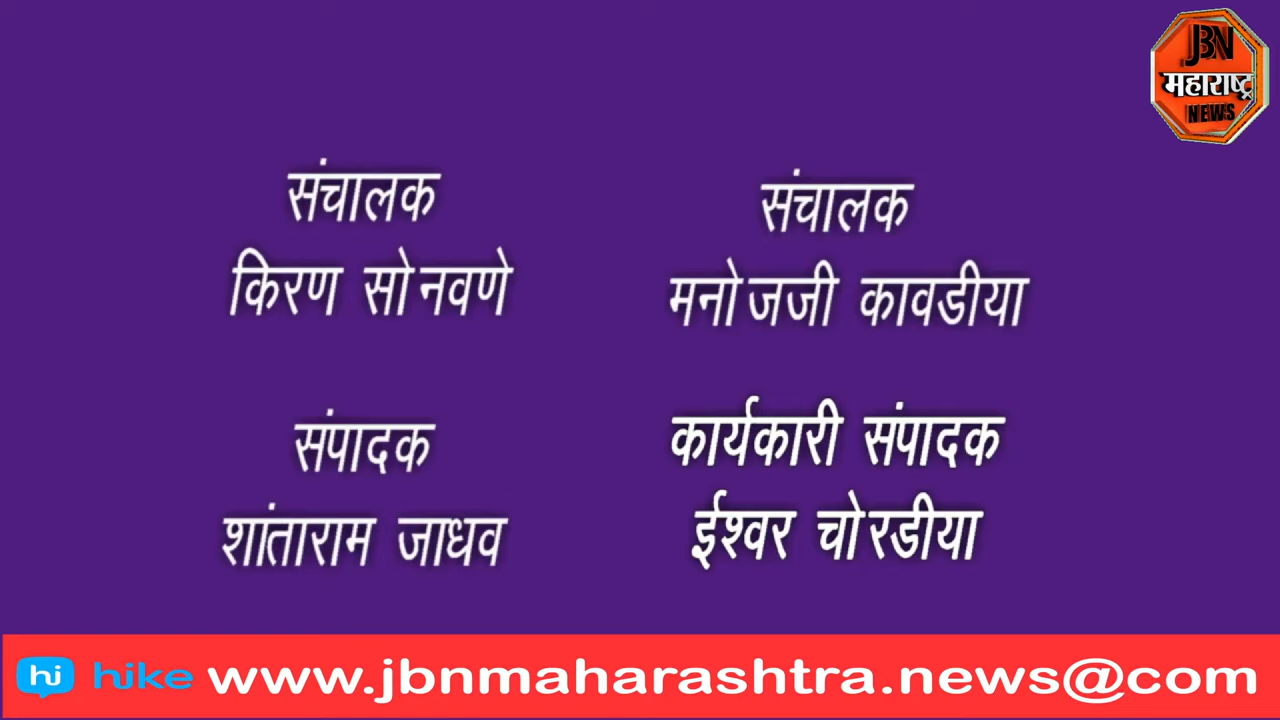 JBN
महाराष्ट्र
NEWS
संचालक
किरण सोनवणे
संचालक
मनोजजी कावडीया
संपादक
शांताराम जाधव
कार्यकारी संपादक
ईश्वर चोरडीया
hi hike www.jbnmaharashtra.news@com